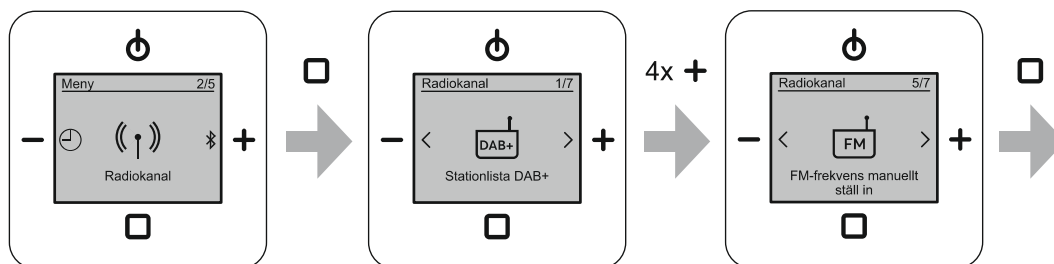 Meny 2/5
Radiokanal
Radiokanal 1/7
DAB+
Stationlista DAB+
4x +
Radiokanal 5/7
FM
FM-frekvens manuellt
ställ in